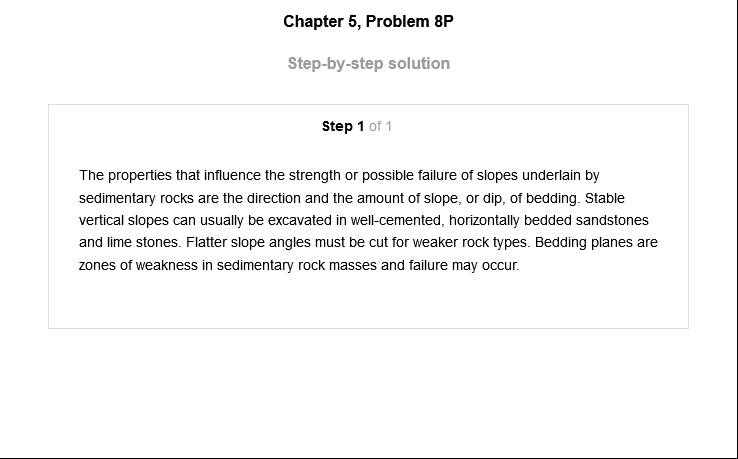 Chapter 5, Problem 8P
Step-by-step solution
Step 1 of 1
The properties that influence the strength or possible failure of slopes underlain by
sedimentary rocks are the direction and the amount of slope, or dip, of bedding. Stable
vertical slopes can usually be excavated in well-cemented, horizontally bedded sandstones
and lime stones. Flatter slope angles must be cut for weaker rock types. Bedding planes are
zones of weakness in sedimentary rock masses and failure may occur.